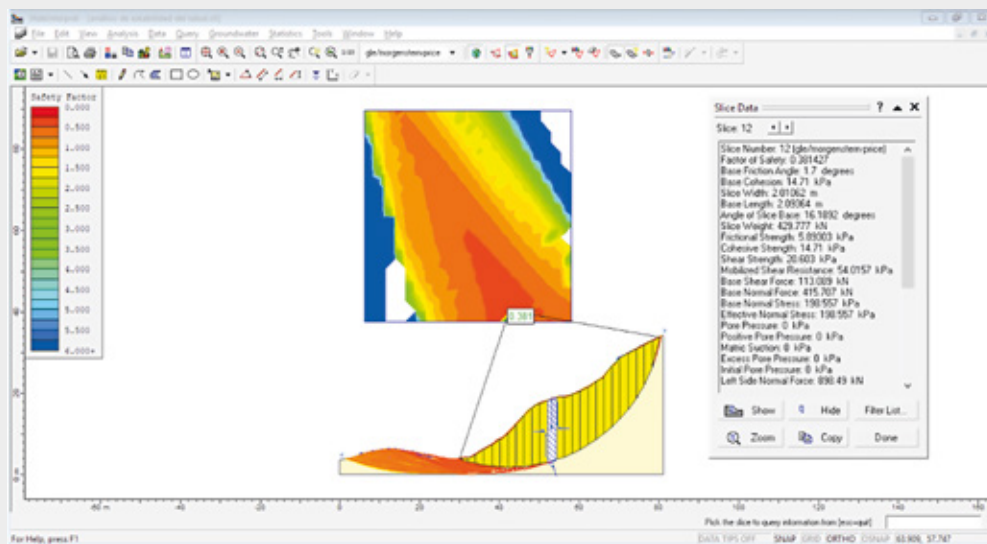 File Edit View Analysis Data Query Groundwater Statistics Tools Window Help
gle/morgenstern-price
Safety Factor
0.000
0.500
1.000
1.500
2.000
2.500
3.000
3.500
4.000
4.500
5.000
5.500
6.000+
0.381
Slice Data ? X
Slice: 12
Slice Number: 12 (gle/morgenstern-price)
Factor of Safety: 0.381427
Base Friction Angle: 1.7 degrees
Base Cohesion: 14.71 kPa
Slice Width: 2.01062 m
Base Length: 2.09364 m
Angle of Slice Base: 16.1892 degrees
Slice Weight: 429.777 kN
Frictional Strength: 5.89303 kPa
Cohesive Strength: 14.71 kPa
Shear Strength: 20.603 kPa
Mobilized Shear Resistance: 54.0157 kPa
Base Shear Force: 113.089 kN
Base Normal Force: 415.707 kN
Base Normal Stress: 198.557 kPa
Effective Normal Stress: 198.557 kPa
Pore Pressure: 0 kPa
Positive Pore Pressure: 0 kPa
Matric Suction: 0 kPa
Excess Pore Pressure: 0 kPa
Initial Pore Pressure: 0 kPa
Left Side Normal Force: 898.49 kN
Show Hide Filter List...
Zoom Copy Done
80
60
40
20
0 m
-60 m -40 -20 0 20 40 60 80 100 120 140 160
Pick the slice to query information from [esc=quit]
For Help, press F1
DATA TIPS OFF SNAP GRID ORTHO OSNAP 63.909, 57.747